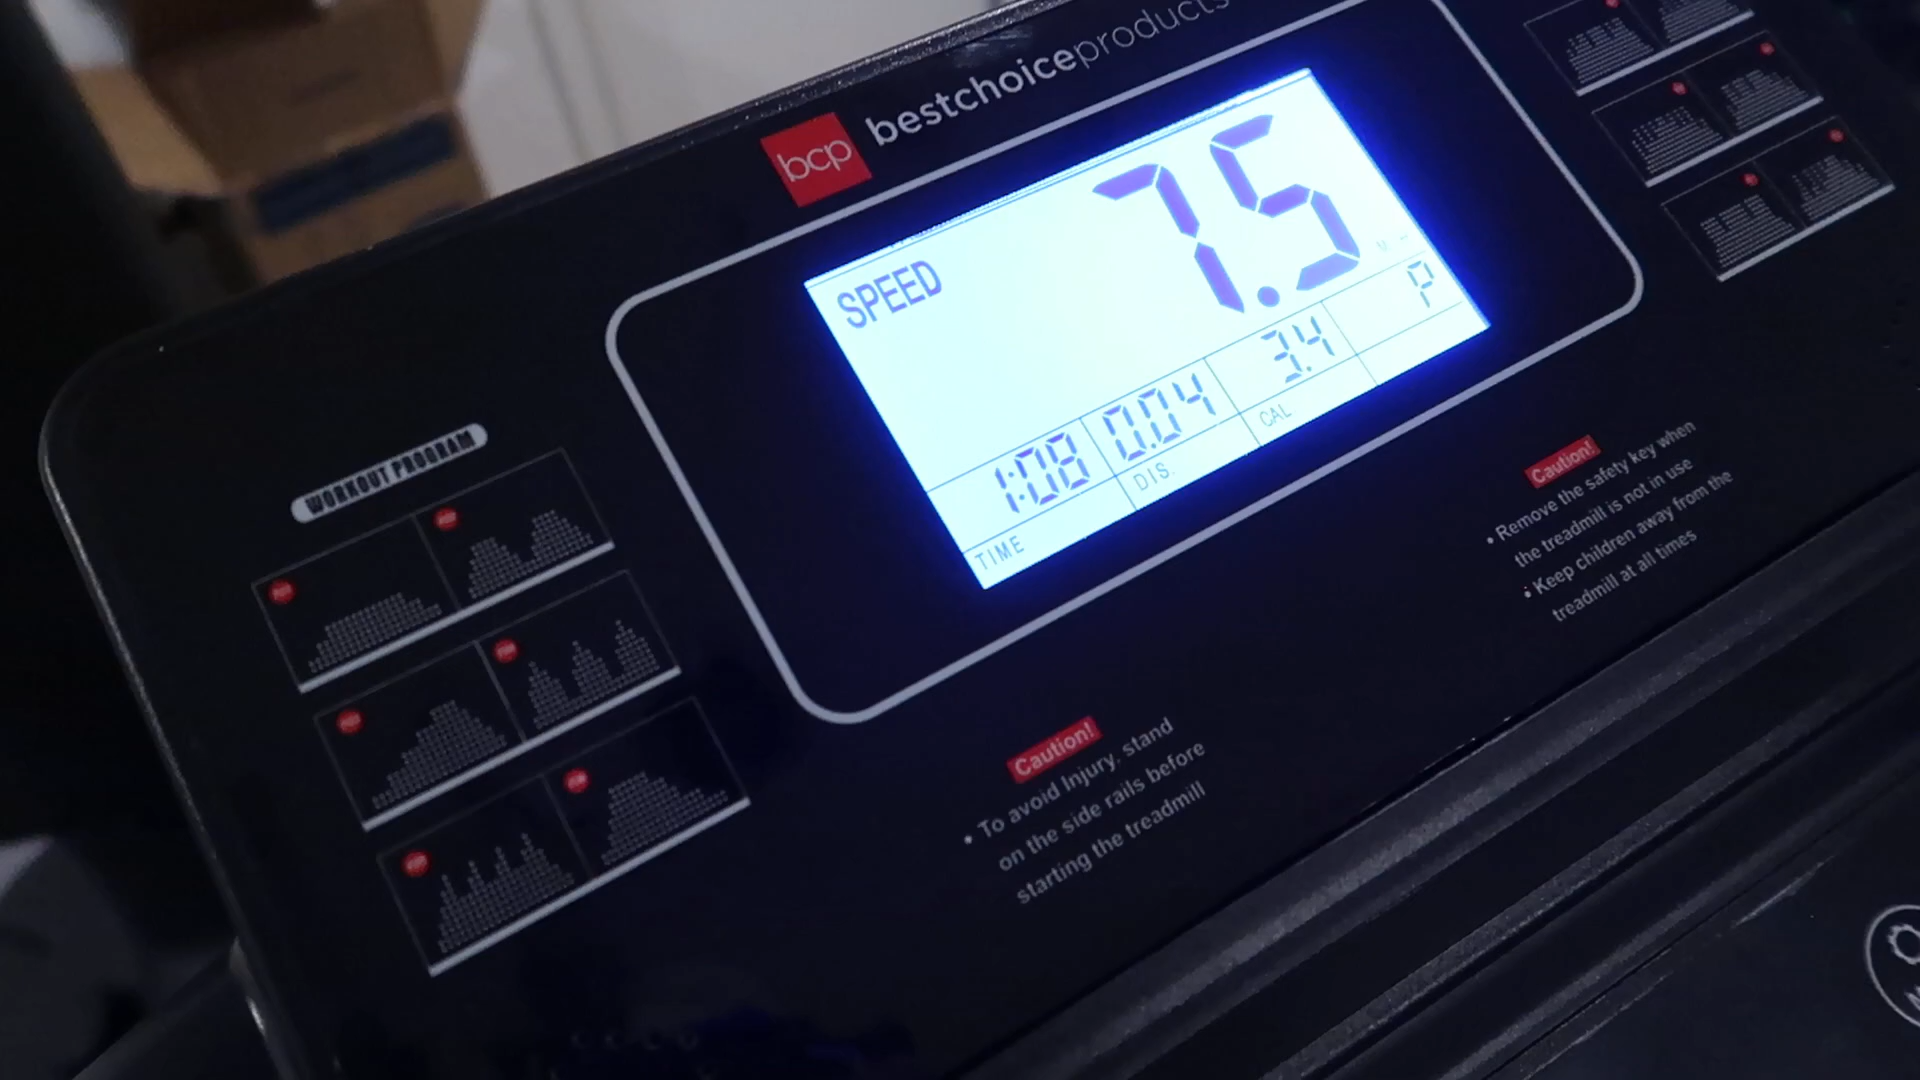 bcp bestchoiceproducts
SPEED
7.5
1:08
0.04
3.4
P
TIME
DIS.
CAL
WORKOUT PROGRAM
Caution!
• To avoid Injury, stand
on the side rails before
starting the treadmill
Caution!
• Remove the safety key when
the treadmill is not in use
• Keep children away from the
treadmill at all times